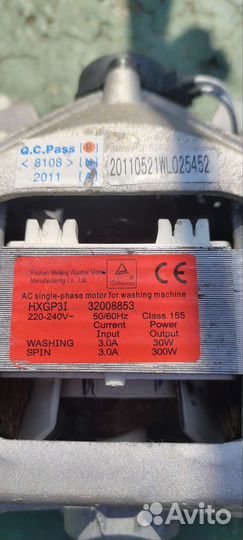 Q.C.Pass
< 8108 >
2011 [A]
20110521WL025452
Foshan Welling Washer Motor
Manufacturing Co., Ltd
AC single-phase motor for washing machine
HXGP3I 32008853
220-240V~ 50/60Hz Class.155
Current Power
Input Output
WASHING 3.0A 30W
SPIN 3.0A 300W
Avito